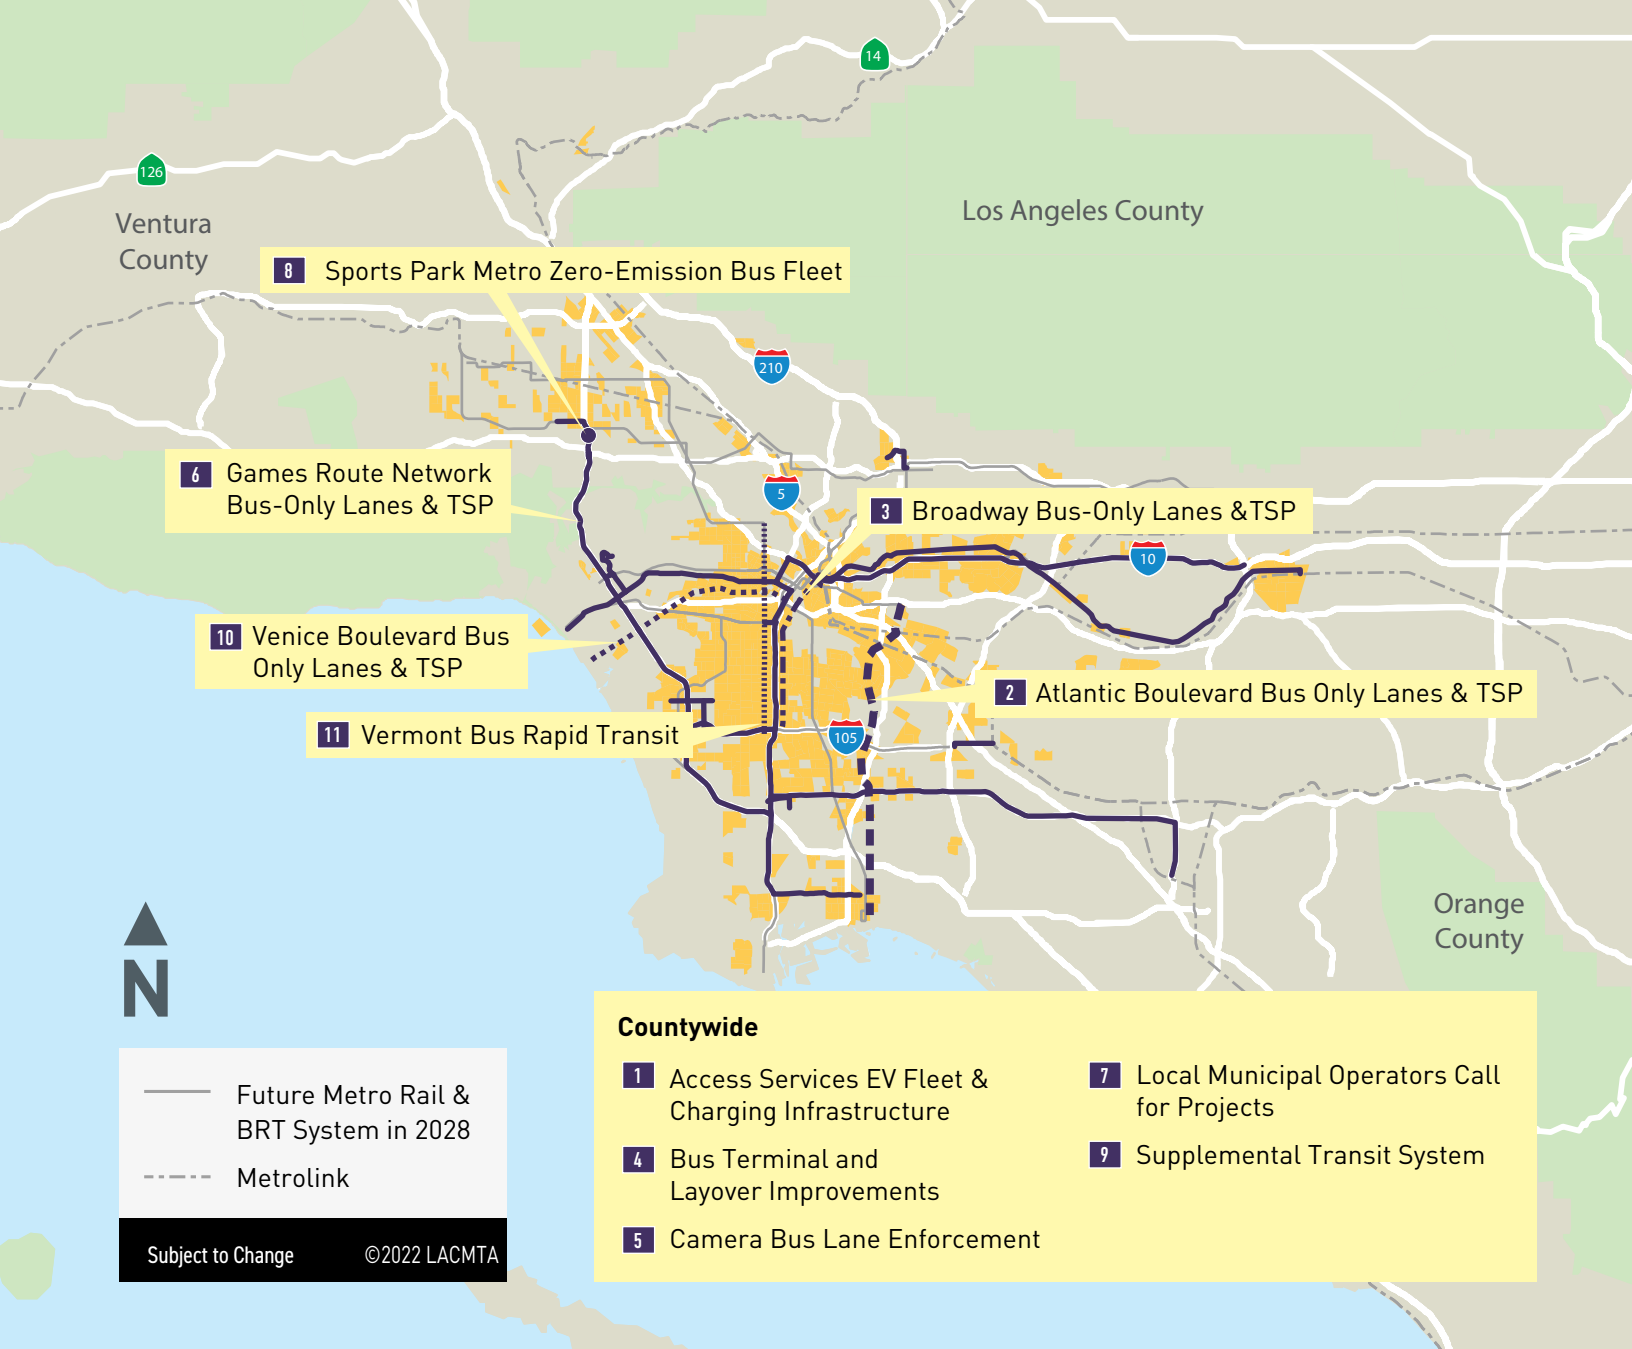 14
126
Ventura
County
Los Angeles County
8 Sports Park Metro Zero-Emission Bus Fleet
210
6 Games Route Network
Bus-Only Lanes & TSP
5
3 Broadway Bus-Only Lanes &TSP
10
10 Venice Boulevard Bus
Only Lanes & TSP
2 Atlantic Boulevard Bus Only Lanes & TSP
11 Vermont Bus Rapid Transit
105
Orange
County
N
Countywide
1 Access Services EV Fleet &
Charging Infrastructure
4 Bus Terminal and
Layover Improvements
5 Camera Bus Lane Enforcement
7 Local Municipal Operators Call
for Projects
9 Supplemental Transit System
Future Metro Rail &
BRT System in 2028
Metrolink
Subject to Change ©2022 LACMTA